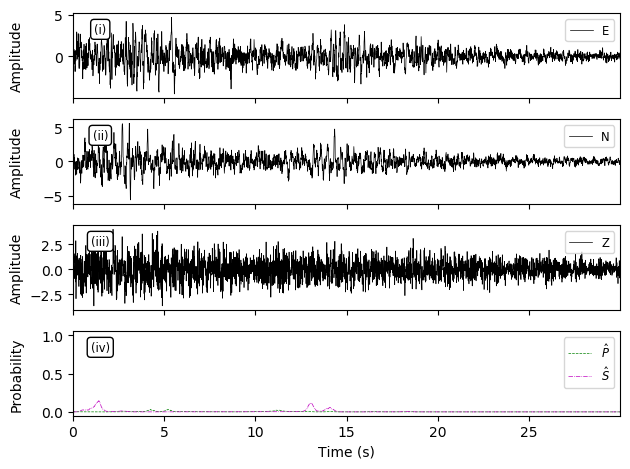 5
0
Amplitude
(i)
E
5
0
−5
Amplitude
(ii)
N
2.5
0.0
−2.5
Amplitude
(iii)
Z
1.0
0.5
0.0
Probability
(iv)
P̂
Ŝ
0 5 10 15 20 25
Time (s)